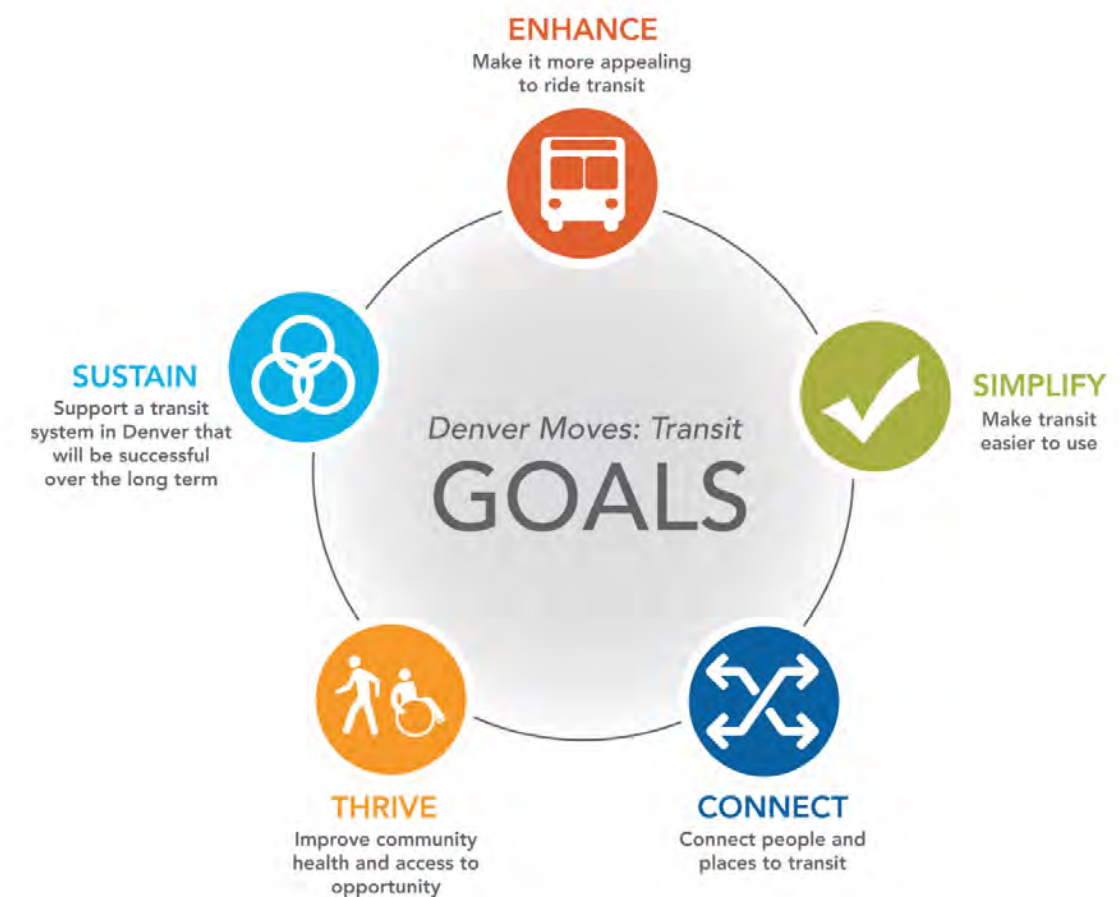 ENHANCE
Make it more appealing
to ride transit
SIMPLIFY
Make transit
easier to use
CONNECT
Connect people and
places to transit
THRIVE
Improve community
health and access to
opportunity
SUSTAIN
Support a transit
system in Denver that
will be successful
over the long term
Denver Moves: Transit
GOALS